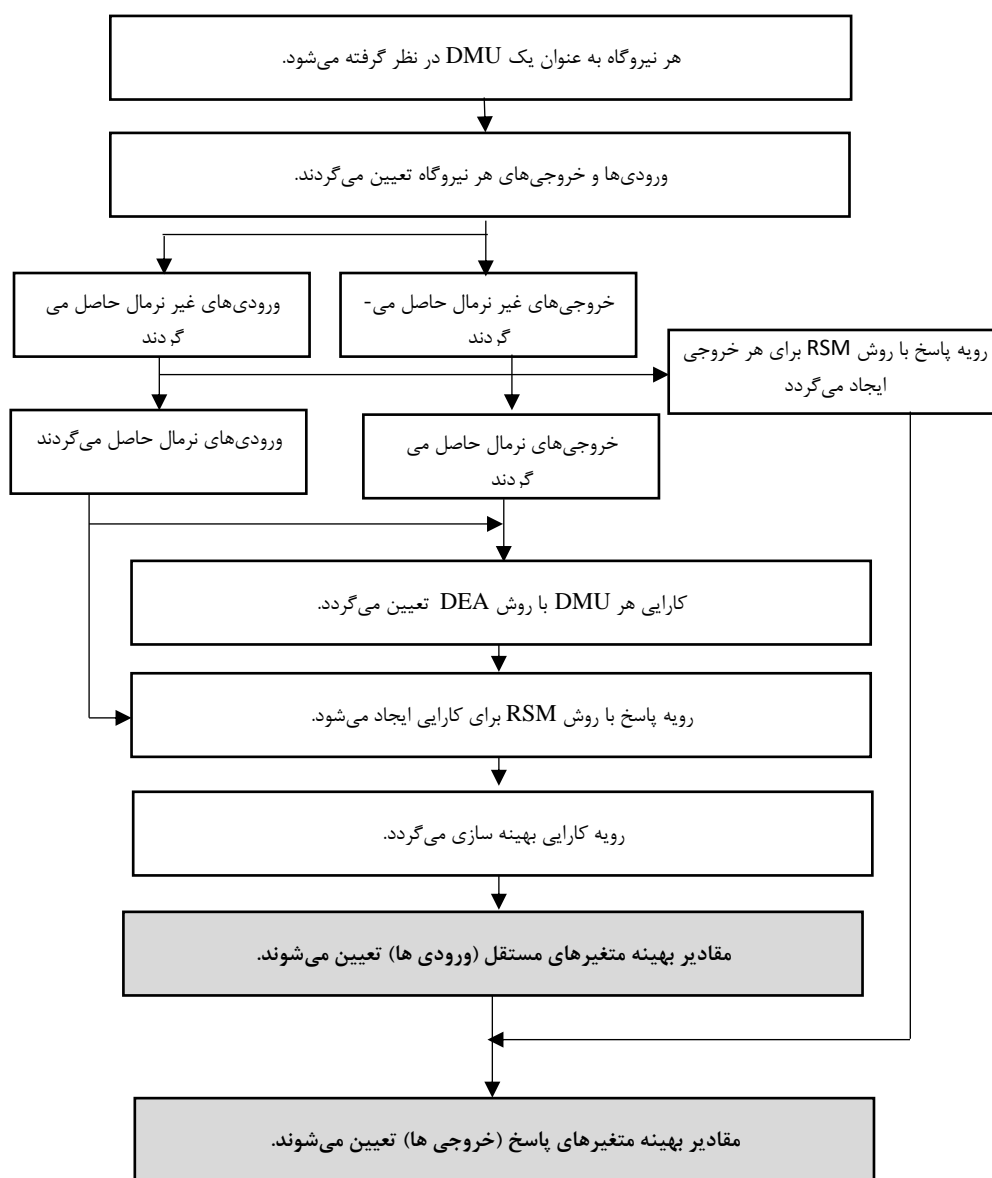 هر نیروگاه به عنوان یک DMU در نظر گرفته می‌شود.
ورودی‌ها و خروجی‌های هر نیروگاه تعیین می‌گردند.
خروجی‌های غیر نرمال حاصل می-
گردند
ورودی‌های غیر نرمال حاصل می
گردند
رویه پاسخ با روش RSM برای هر خروجی
ایجاد می‌گردد
خروجی‌های نرمال حاصل می
گردند
ورودی‌های نرمال حاصل می‌گردند
کارایی هر DMU با روش DEA تعیین می‌گردد.
رویه پاسخ با روش RSM برای کارایی ایجاد می‌شود.
رویه کارایی بهینه سازی می‌گردد.
مقادیر بهینه متغیرهای مستقل (ورودی ها) تعیین می‌شوند.
مقادیر بهینه متغیرهای پاسخ (خروجی ها) تعیین می‌شوند.